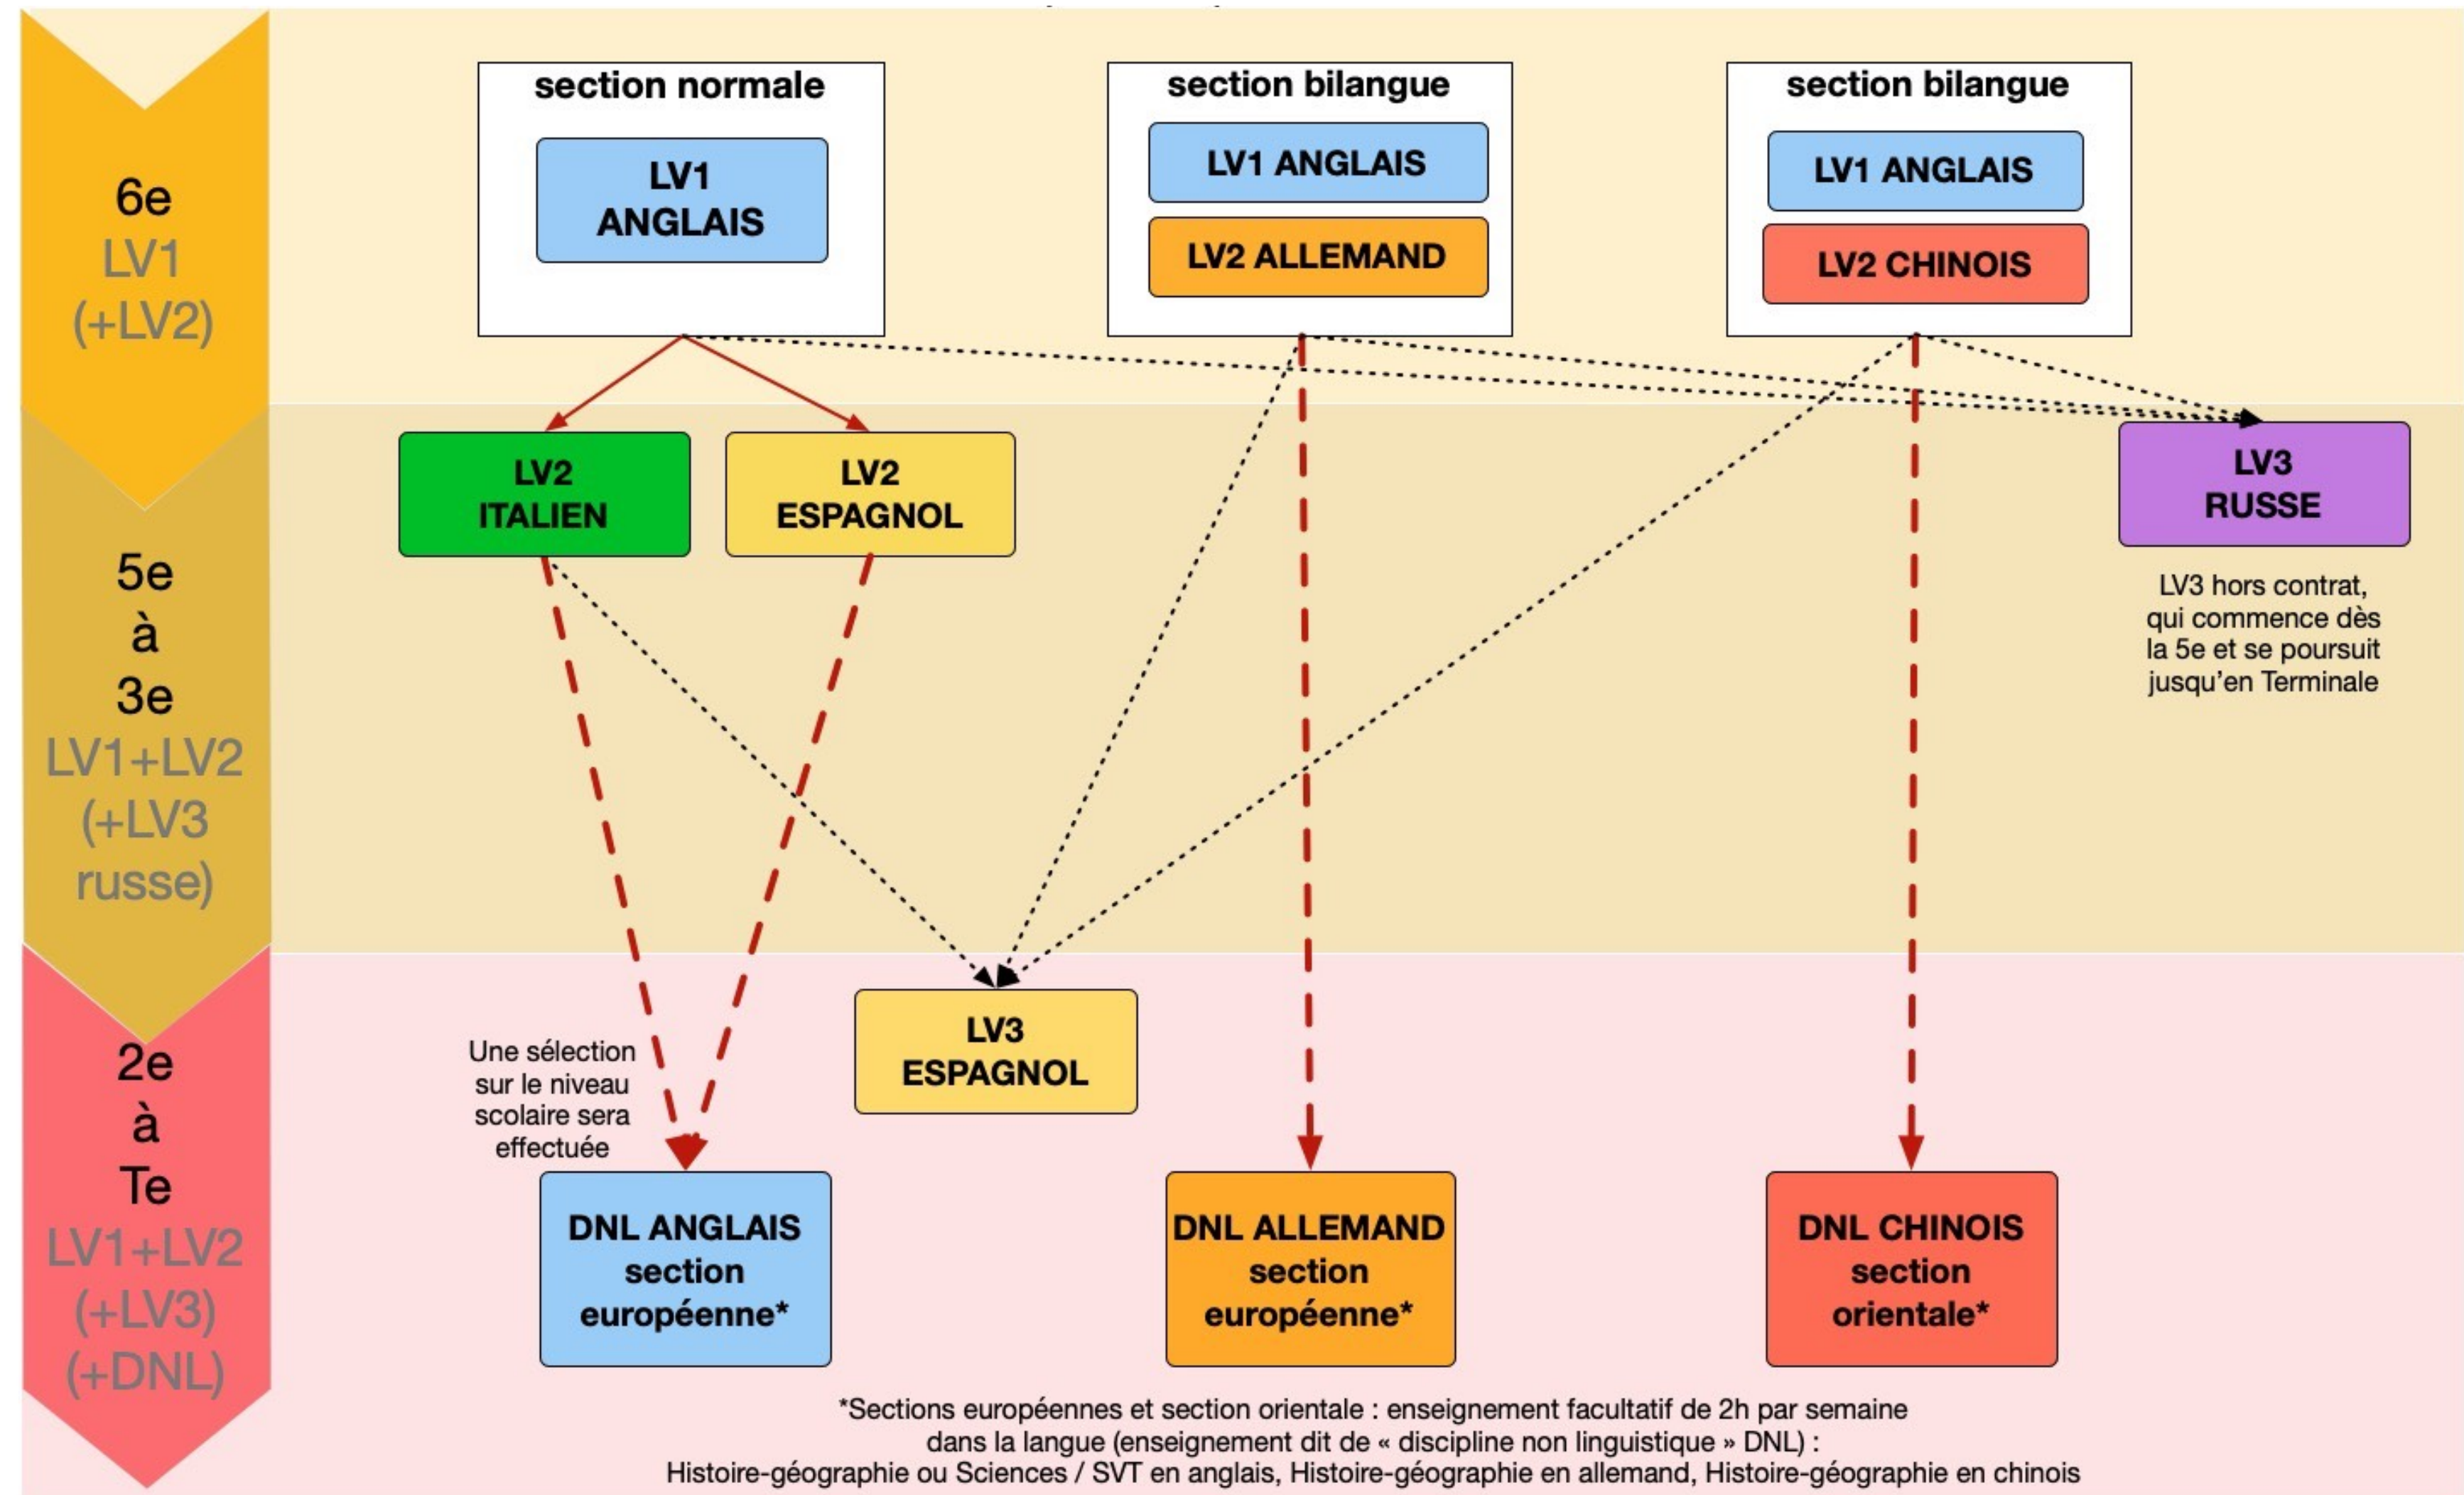 6e
LV1
(+LV2)
section normale
LV1
ANGLAIS
section bilangue
LV1 ANGLAIS
LV2 ALLEMAND
section bilangue
LV1 ANGLAIS
LV2 CHINOIS
5e
à
3e
LV1+LV2
(+LV3
russe)
LV2
ITALIEN
LV2
ESPAGNOL
LV3
RUSSE
LV3 hors contrat,
qui commence dès
la 5e et se poursuit
jusqu’en Terminale
2e
à
Te
LV1+LV2
(+LV3)
(+DNL)
Une sélection
sur le niveau
scolaire sera
effectuée
LV3
ESPAGNOL
DNL ANGLAIS
section
européenne*
DNL ALLEMAND
section
européenne*
DNL CHINOIS
section
orientale*
*Sections européennes et section orientale : enseignement facultatif de 2h par semaine
dans la langue (enseignement dit de « discipline non linguistique » DNL) :
Histoire-géographie ou Sciences / SVT en anglais, Histoire-géographie en allemand, Histoire-géographie en chinois